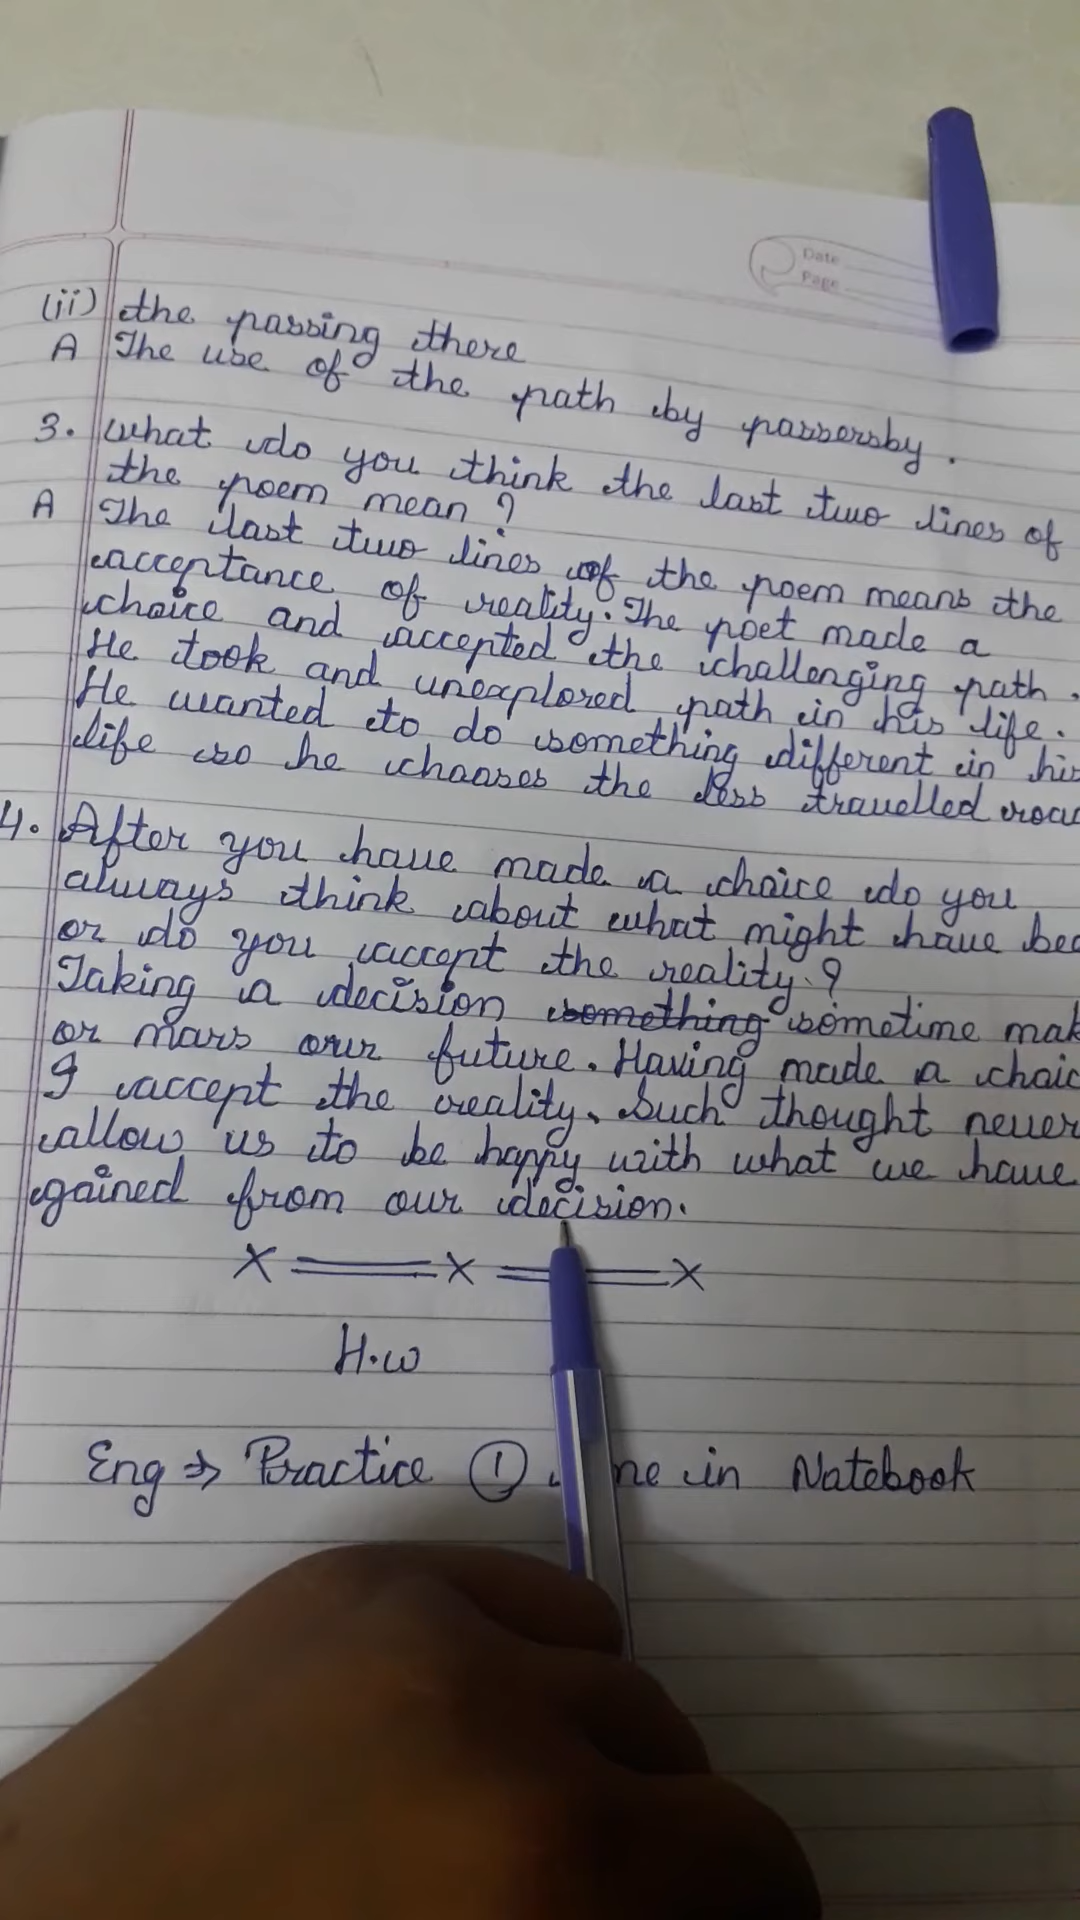 Date
Page
(ii) the passing there
A The use of the path by passersby.
3. What do you think the last two lines of
the poem mean?
A The last two lines of the poem means the
acceptance of reality. The poet made a
choice and accepted the challenging path.
He took and unexplored path in his life.
He wanted to do something different in his
life so he chooses the less travelled
4. After you have made a choice do you
always think about what might have
or do you accept the reality.?
Taking a decision something sometime
or mars our future. Having made a
I accept the reality. Such thought never
allow us to be happy with what we have
gained from our decision.
X X X
H.w
Eng ⇒ Practice ① in Notebook